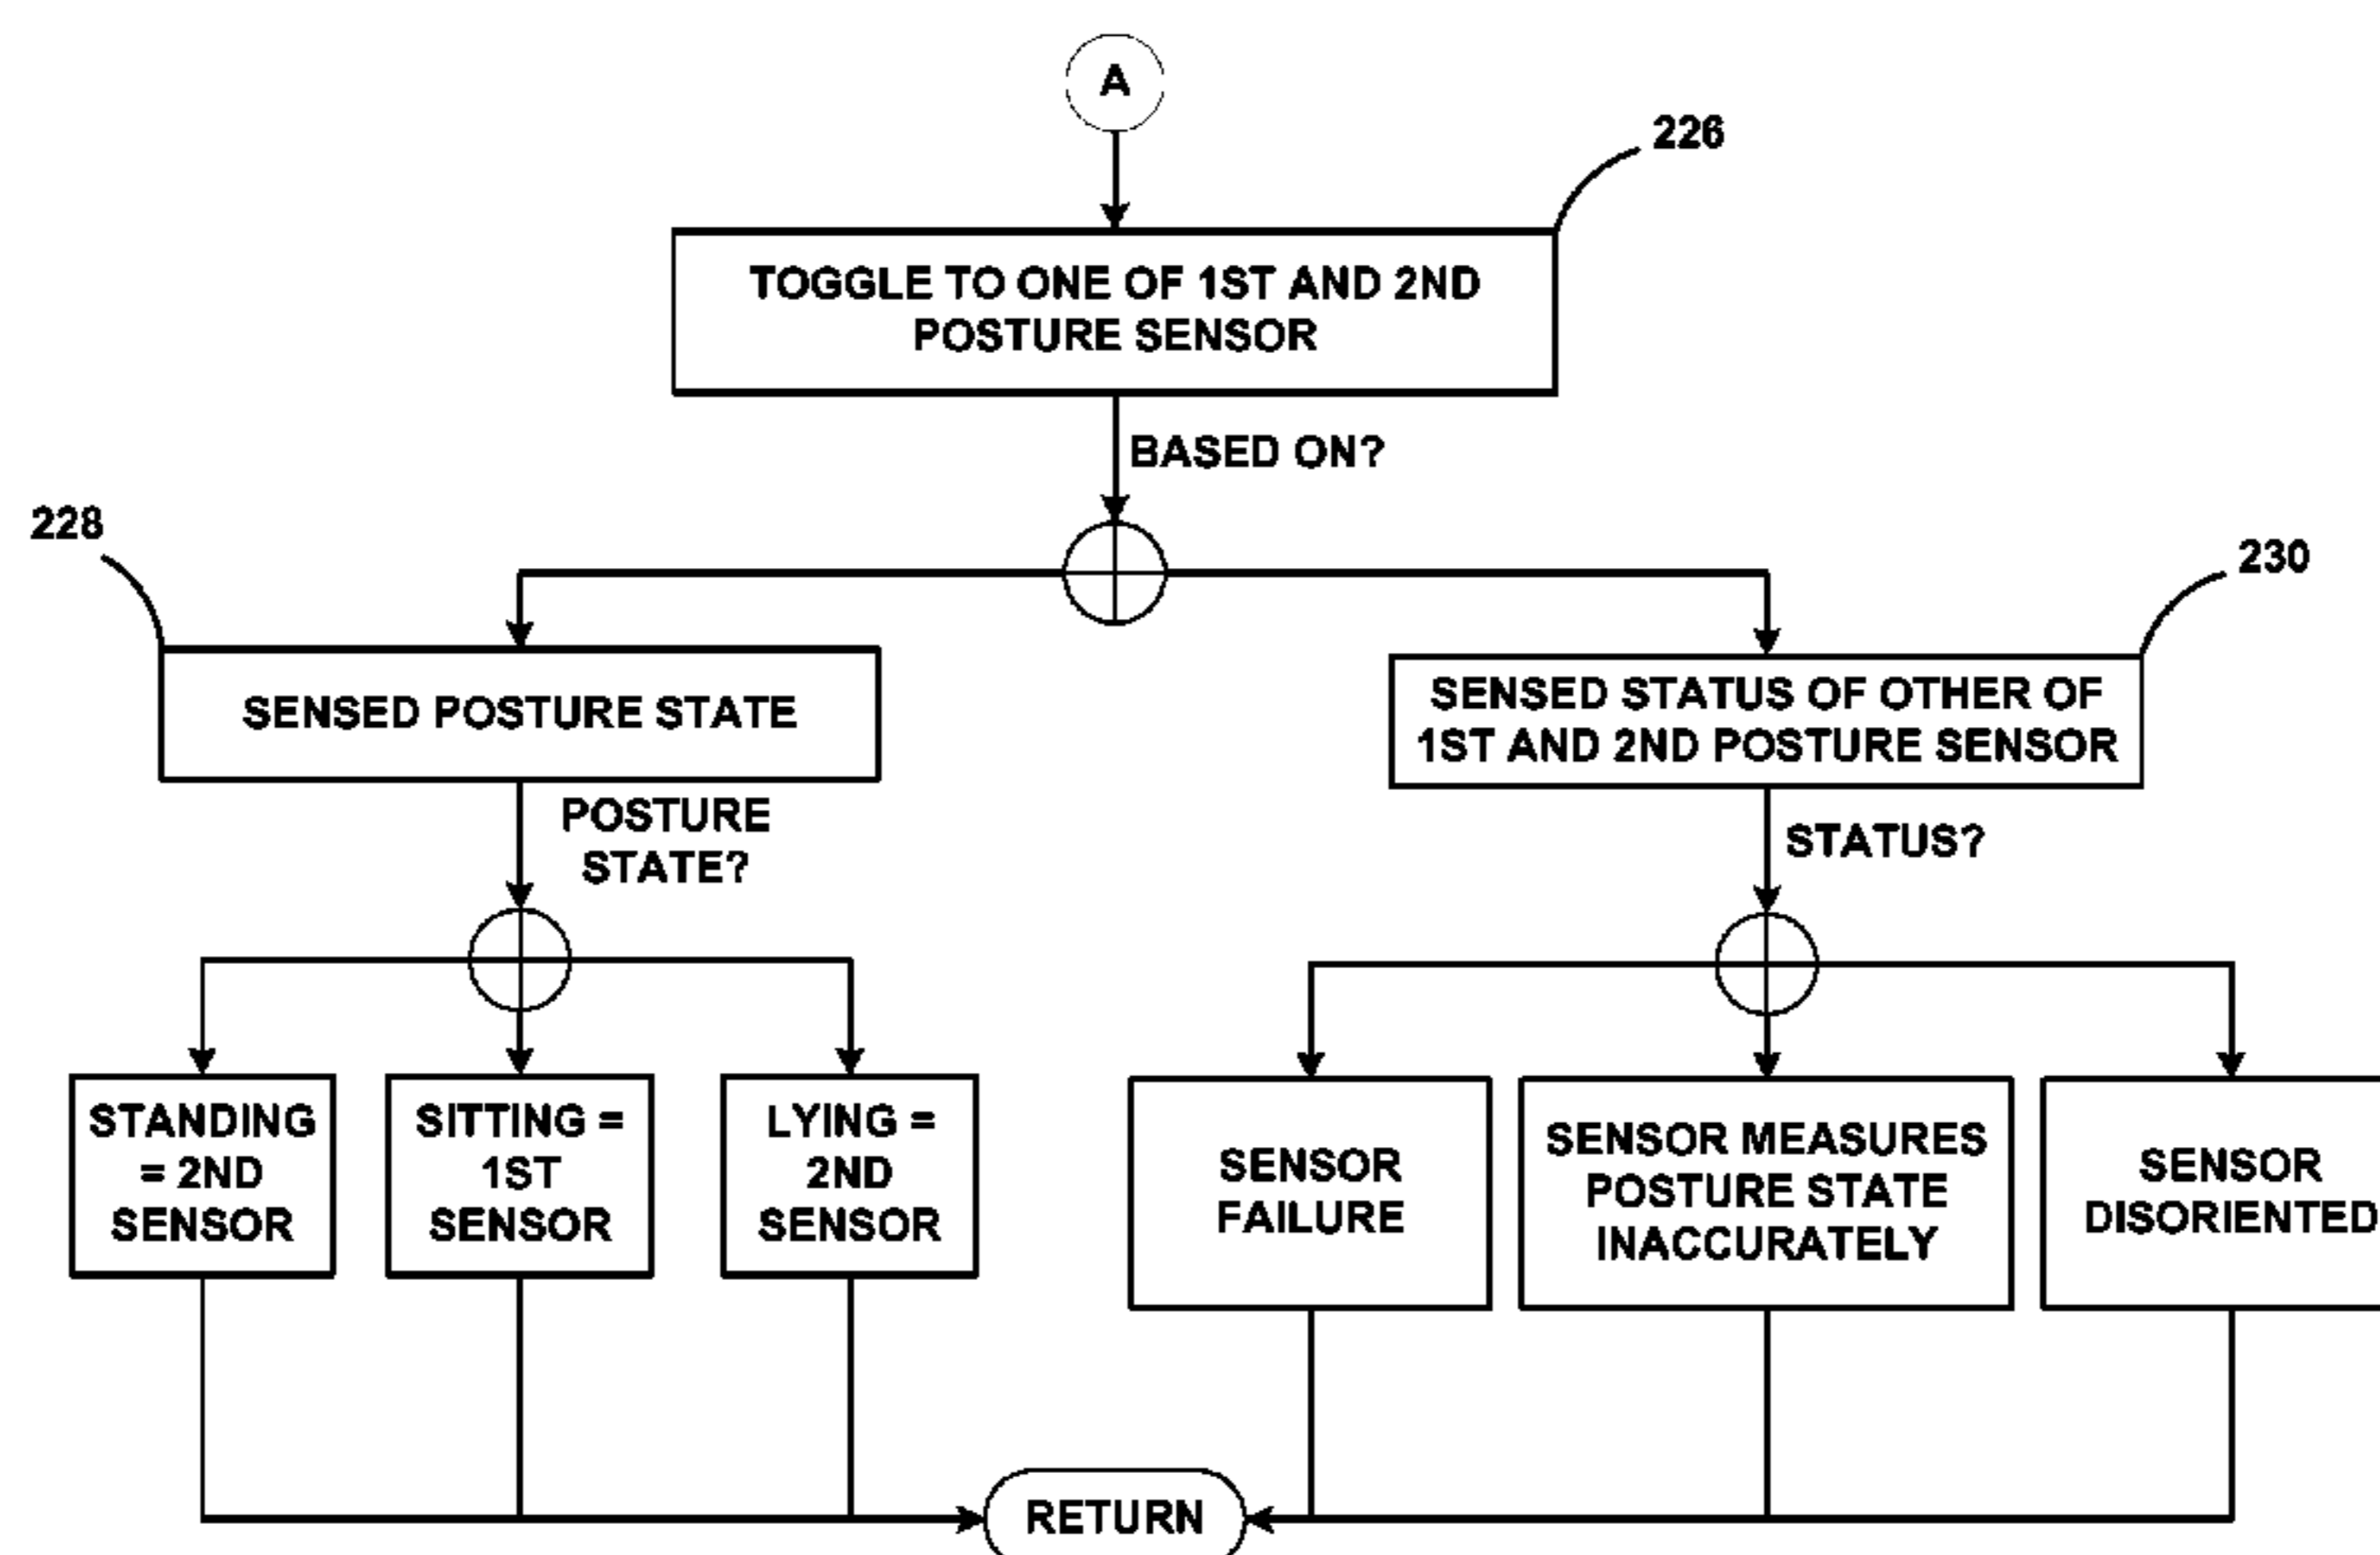 A
226
TOGGLE TO ONE OF 1ST AND 2ND
POSTURE SENSOR
BASED ON?
228
230
SENSED POSTURE STATE
SENSED STATUS OF OTHER OF
1ST AND 2ND POSTURE SENSOR
POSTURE
STATE?
STATUS?
STANDING
= 2ND
SENSOR
SITTING =
1ST
SENSOR
LYING =
2ND
SENSOR
SENSOR
FAILURE
SENSOR MEASURES
POSTURE STATE
INACCURATELY
SENSOR
DISORIENTED
RETURN